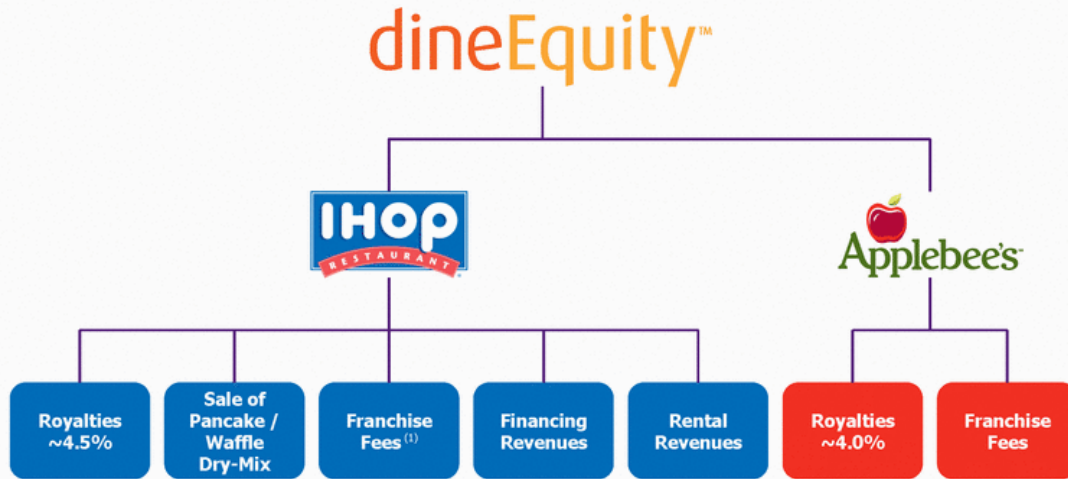 dineEquity™
IHOP
RESTAURANT
Applebee's
Royalties
~4.5%
Sale of
Pancake /
Waffle
Dry-Mix
Franchise
Fees (1)
Financing
Revenues
Rental
Revenues
Royalties
~4.0%
Franchise
Fees